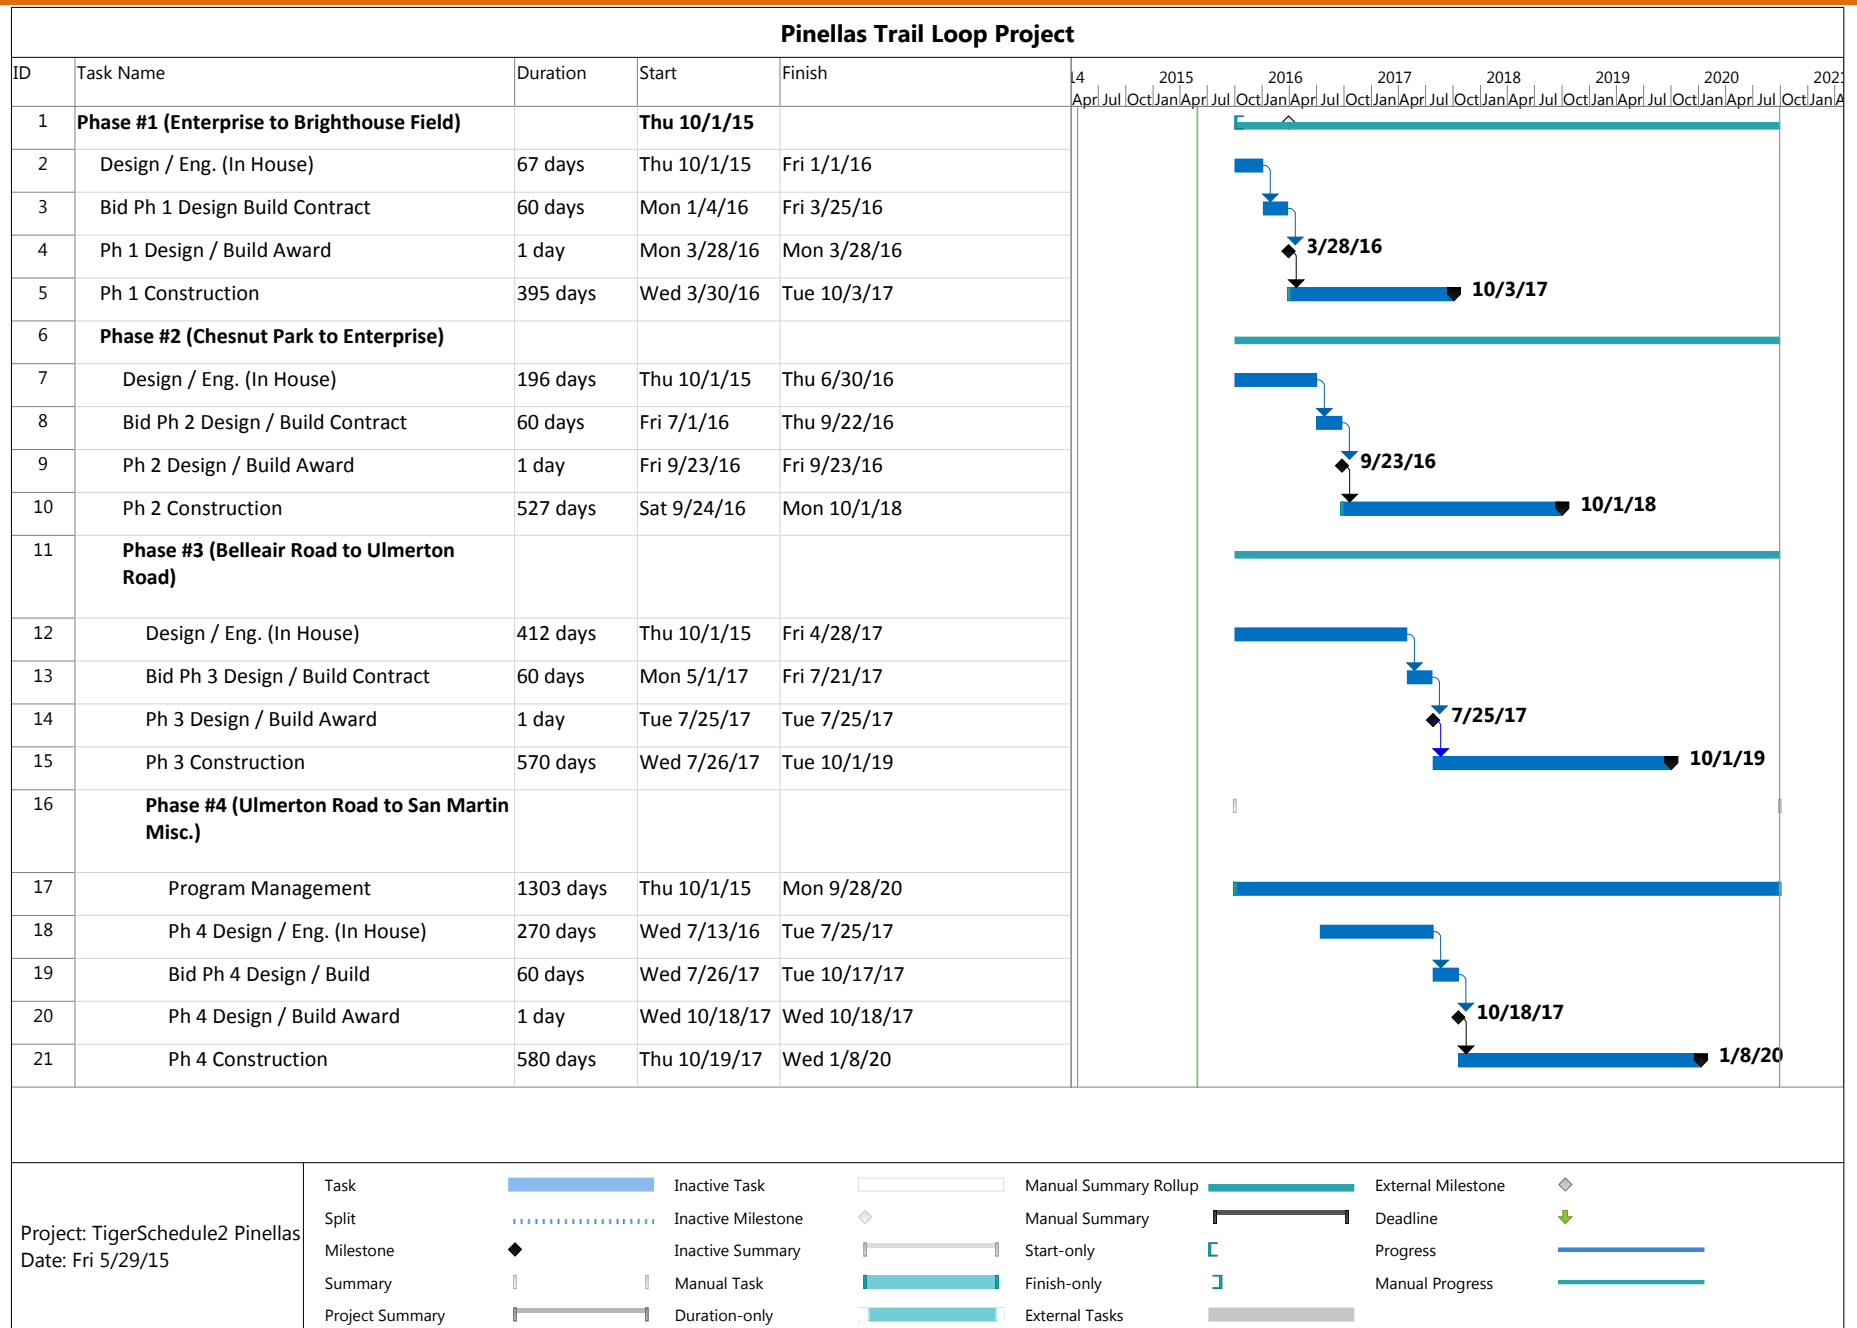 Pinellas Trail Loop Project
ID Task Name Duration Start Finish
14 2015 2016 2017 2018 2019 2020 202
Apr Jul Oct Jan Apr Jul Oct Jan Apr Jul Oct Jan Apr Jul Oct Jan Apr Jul Oct Jan Apr Jul Oct Jan Apr Jul Oct Jan A
1 Phase #1 (Enterprise to Brighthouse Field) Thu 10/1/15
2 Design / Eng. (In House) 67 days Thu 10/1/15 Fri 1/1/16
3 Bid Ph 1 Design Build Contract 60 days Mon 1/4/16 Fri 3/25/16
4 Ph 1 Design / Build Award 1 day Mon 3/28/16 Mon 3/28/16 3/28/16
5 Ph 1 Construction 395 days Wed 3/30/16 Tue 10/3/17 10/3/17
6 Phase #2 (Chesnut Park to Enterprise)
7 Design / Eng. (In House) 196 days Thu 10/1/15 Thu 6/30/16
8 Bid Ph 2 Design / Build Contract 60 days Fri 7/1/16 Thu 9/22/16
9 Ph 2 Design / Build Award 1 day Fri 9/23/16 Fri 9/23/16 9/23/16
10 Ph 2 Construction 527 days Sat 9/24/16 Mon 10/1/18 10/1/18
11 Phase #3 (Belleair Road to Ulmerton
Road)
12 Design / Eng. (In House) 412 days Thu 10/1/15 Fri 4/28/17
13 Bid Ph 3 Design / Build Contract 60 days Mon 5/1/17 Fri 7/21/17
14 Ph 3 Design / Build Award 1 day Tue 7/25/17 Tue 7/25/17 7/25/17
15 Ph 3 Construction 570 days Wed 7/26/17 Tue 10/1/19 10/1/19
16 Phase #4 (Ulmerton Road to San Martin
Misc.)
17 Program Management 1303 days Thu 10/1/15 Mon 9/28/20
18 Ph 4 Design / Eng. (In House) 270 days Wed 7/13/16 Tue 7/25/17
19 Bid Ph 4 Design / Build 60 days Wed 7/26/17 Tue 10/17/17
20 Ph 4 Design / Build Award 1 day Wed 10/18/17 Wed 10/18/17 10/18/17
21 Ph 4 Construction 580 days Thu 10/19/17 Wed 1/8/20 1/8/20
Project: TigerSchedule2 Pinellas
Date: Fri 5/29/15
Task Inactive Task Manual Summary Rollup External Milestone
Split Inactive Milestone Manual Summary Deadline
Milestone Inactive Summary Start-only Progress
Summary Manual Task Finish-only Manual Progress
Project Summary Duration-only External Tasks